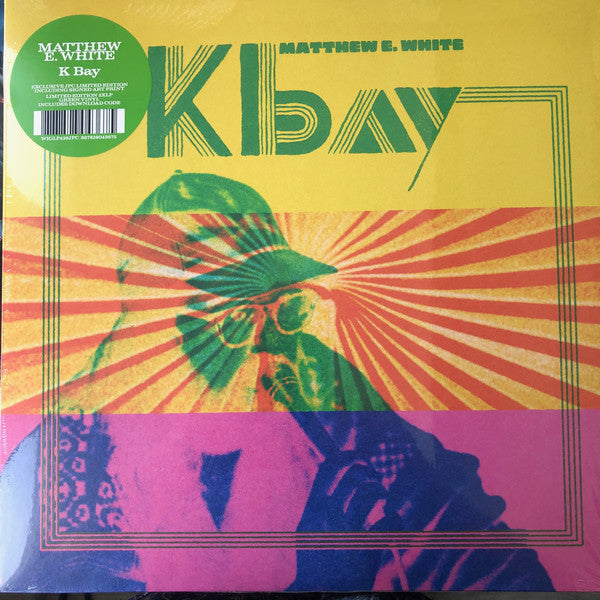 MATTHEW
E. WHITE
K Bay
EXCLUSIVE JPC LIMITED EDITION
INCLUDING SIGNED ART PRINT
LIMITED EDITION 2XLP
GREEN VINYL
INCLUDES DOWNLOAD CODE
MATTHEW E. WHITE
Kbay